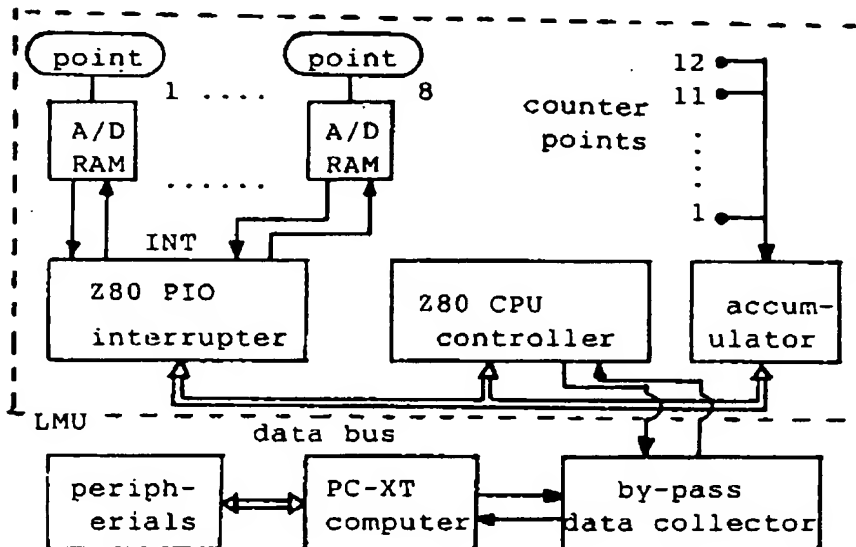 point
point
1 .... 8
A/D
RAM
A/D
RAM
......
counter
points
12
11
1
INT
Z80 PIO
interrupter
Z80 CPU
controller
accum-
ulator
LMU
data bus
periph-
erials
PC-XT
computer
by-pass
data collector